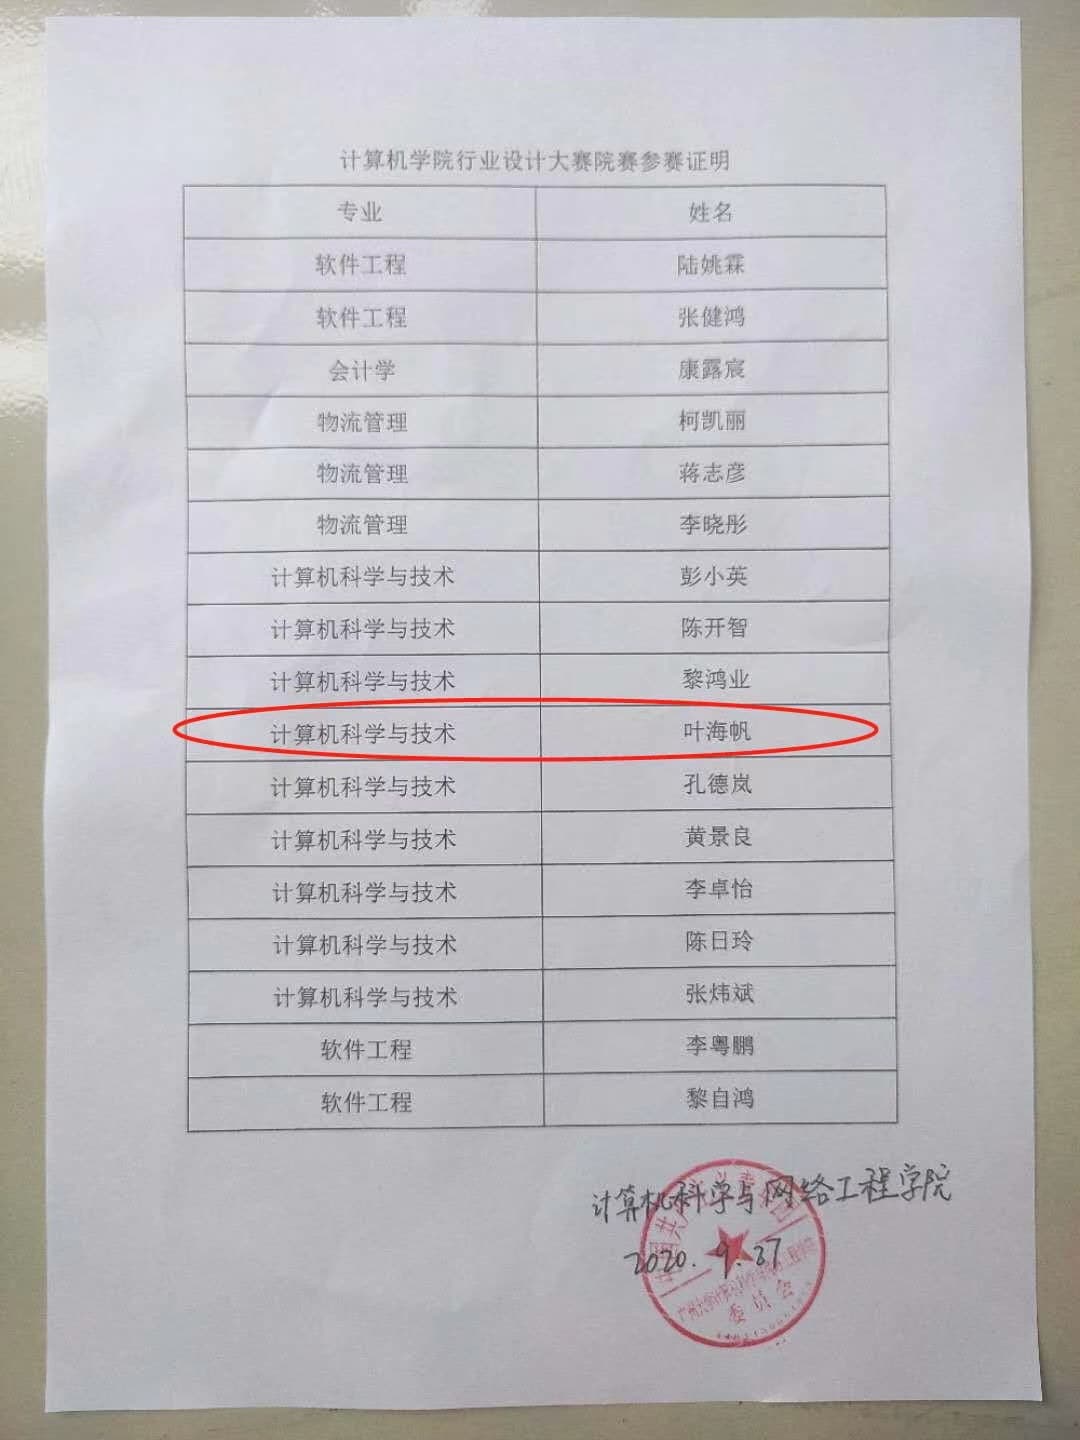 计算机学院行业设计大赛院赛参赛证明
专业 姓名
软件工程 陆姚霖
软件工程 张健鸿
会计学 康露宸
物流管理 柯凯丽
物流管理 蒋志彦
物流管理 李晓彤
计算机科学与技术 彭小英
计算机科学与技术 陈开智
计算机科学与技术 黎鸿业
计算机科学与技术 叶海帆
计算机科学与技术 孔德岚
计算机科学与技术 黄景良
计算机科学与技术 李卓怡
计算机科学与技术 陈日玲
计算机科学与技术 张炜斌
软件工程 李粤鹏
软件工程 黎自鸿
计算机科学与网络工程学院
2020.9.27
委员会